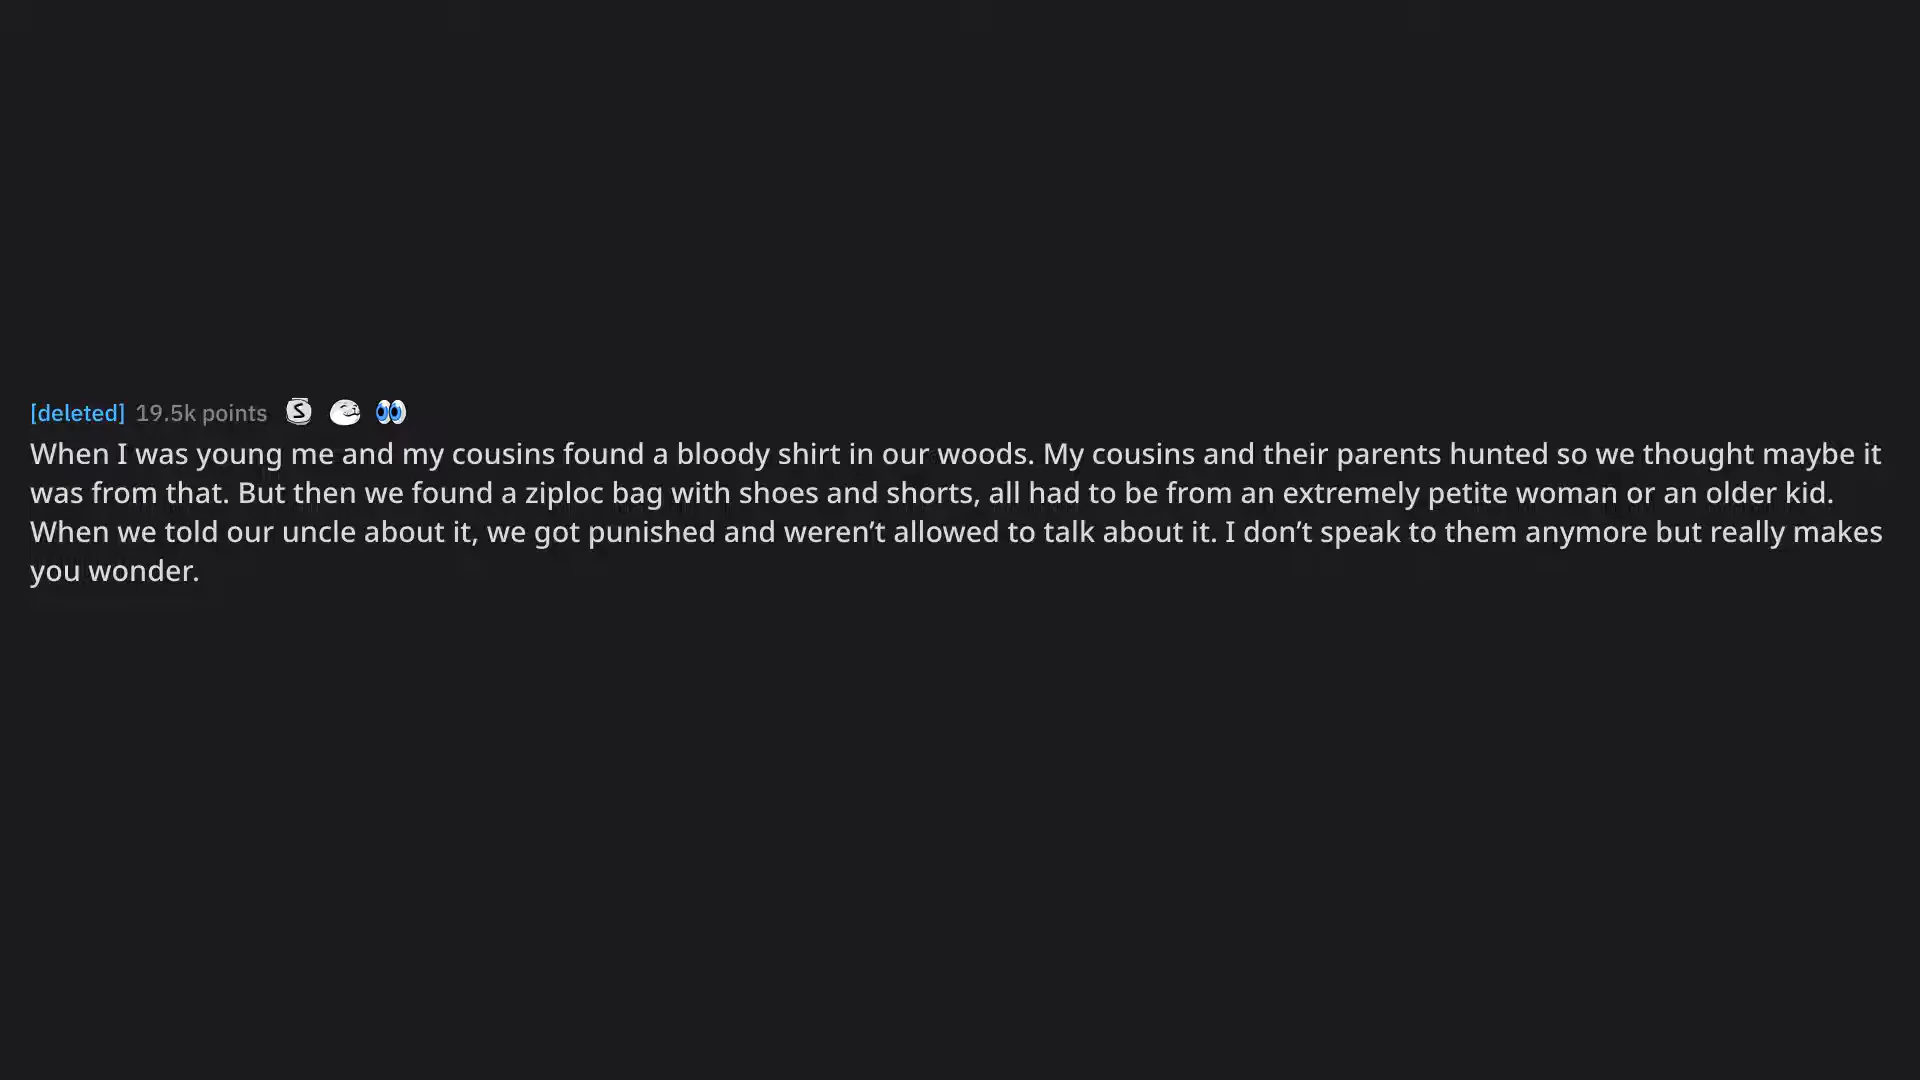 [deleted] 19.5k points
When I was young me and my cousins found a bloody shirt in our woods. My cousins and their parents hunted so we thought maybe it
was from that. But then we found a ziploc bag with shoes and shorts, all had to be from an extremely petite woman or an older kid.
When we told our uncle about it, we got punished and weren’t allowed to talk about it. I don’t speak to them anymore but really makes
you wonder.